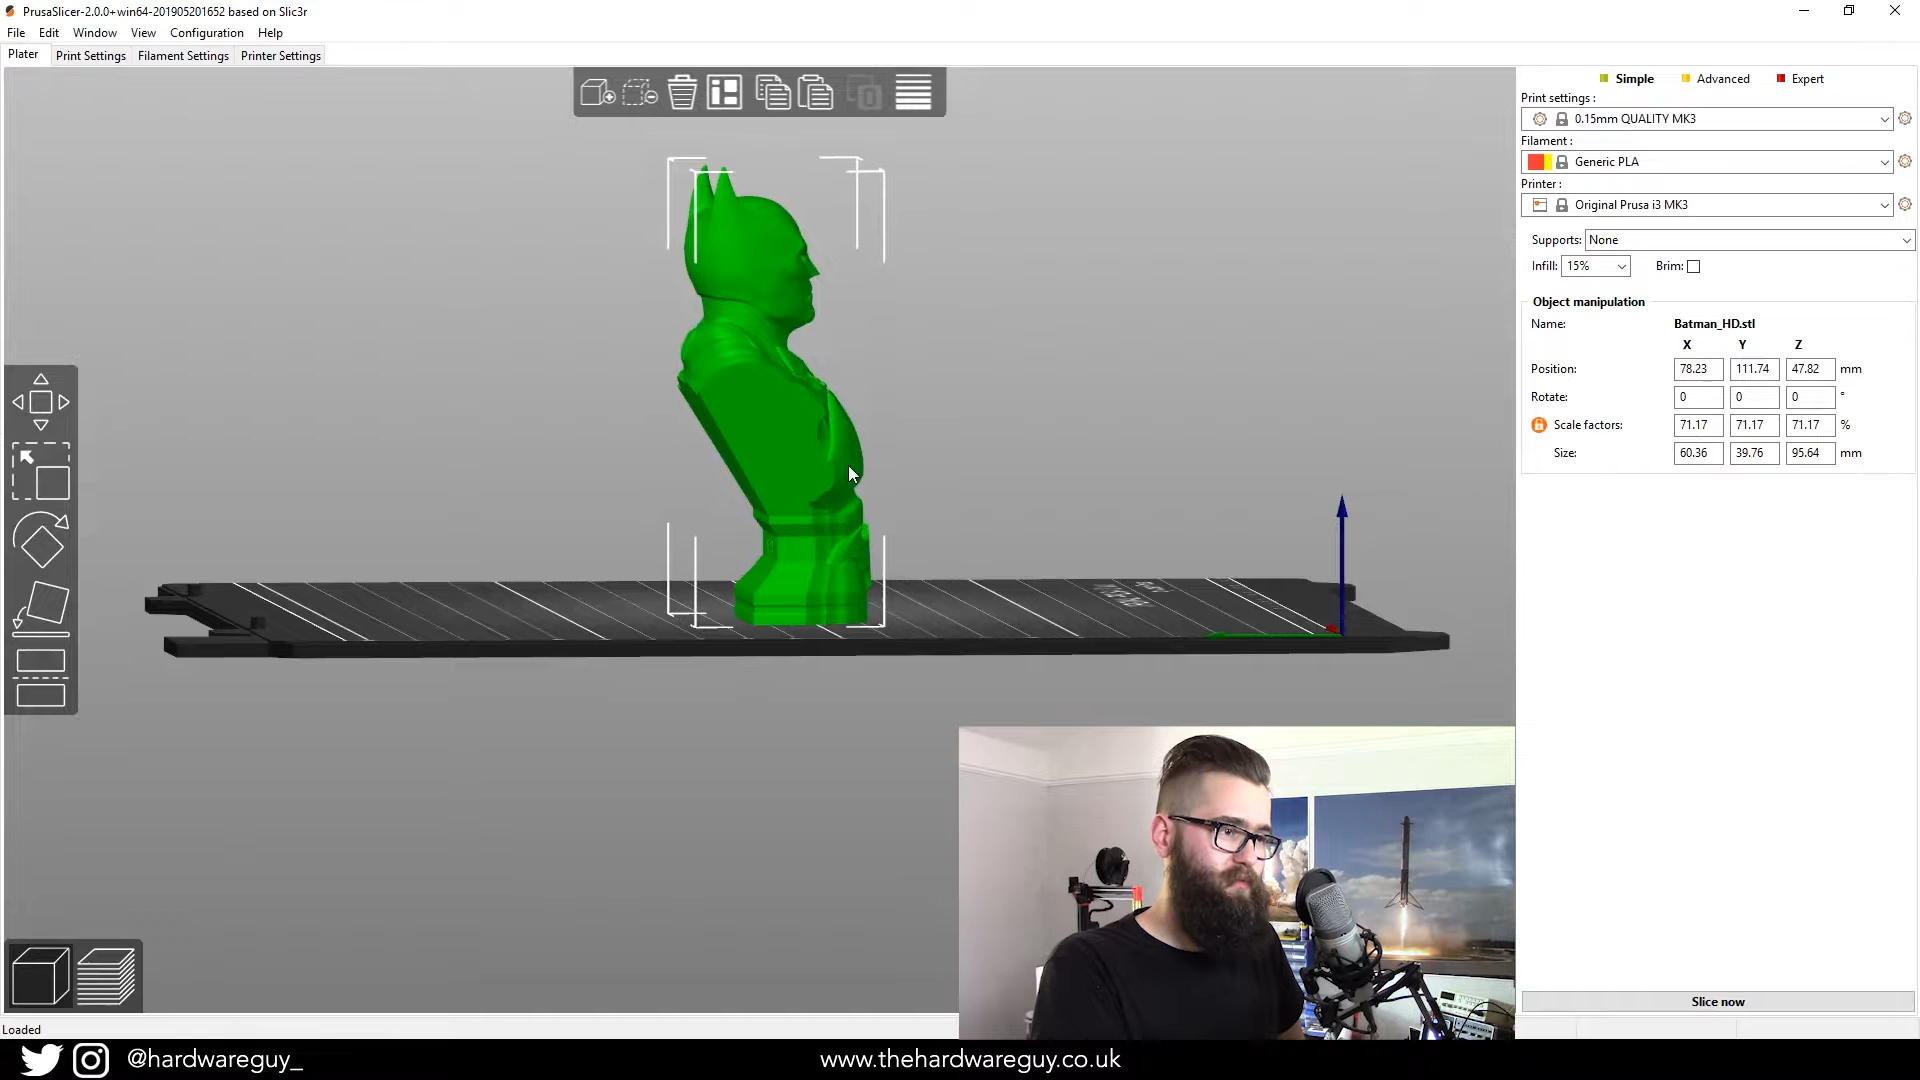 PrusaSlicer-2.0.0+win64-201905201652 based on Slic3r
File Edit Window View Configuration Help
Plater Print Settings Filament Settings Printer Settings
Simple Advanced Expert
Print settings :
0.15mm QUALITY MK3
Filament :
Generic PLA
Printer :
Original Prusa i3 MK3
Supports: None
Infill: 15% Brim:
Object manipulation
Name: Batman_HD.stl
X Y Z
Position: 78.23 111.74 47.82 mm
Rotate: 0 0 0 °
Scale factors: 71.17 71.17 71.17 %
Size: 60.36 39.76 95.64 mm
Slice now
Loaded
@hardwareguy_ www.thehardwareguy.co.uk